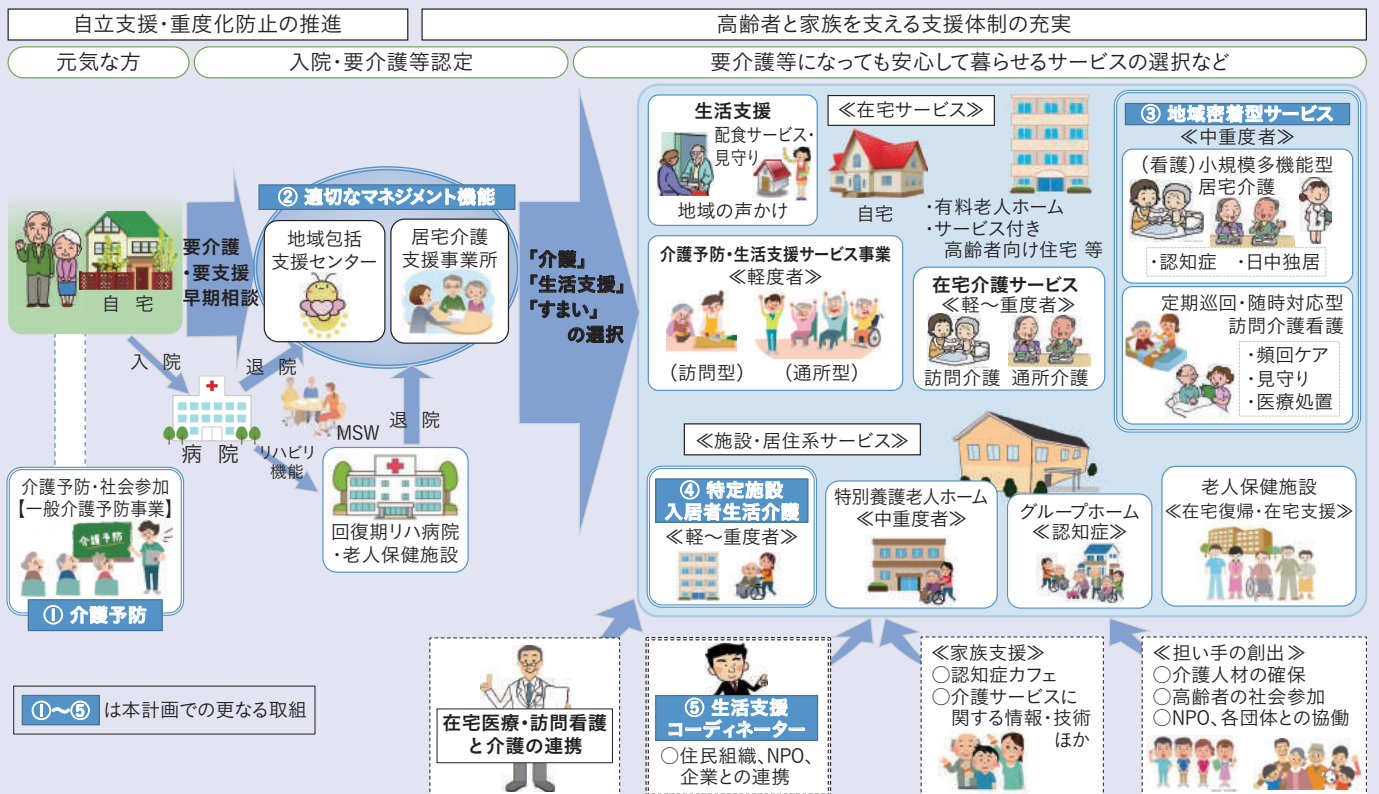 自立支援・重度化防止の推進
高齢者と家族を支える支援体制の充実
元気な方
入院・要介護等認定
要介護等になっても安心して暮らせるサービスの選択など
自 宅
要介護
・要支援
早期相談
② 適切なマネジメント機能
地域包括
支援センター
居宅介護
支援事業所
「介護」
「生活支援」
「すまい」
の選択
入 院
退 院
病 院
MSW
退 院
リハビリ
機能
回復期リハ病院
・老人保健施設
介護予防・社会参加
【一般介護予防事業】
介護予防
① 介護予防
①〜⑤ は本計画での更なる取組
生活支援
配食サービス・
見守り
地域の声かけ
≪在宅サービス≫
自宅
・有料老人ホーム
・サービス付き
高齢者向け住宅 等
介護予防・生活支援サービス事業
≪軽度者≫
(訪問型)
(通所型)
在宅介護サービス
≪軽〜重度者≫
訪問介護 通所介護
③ 地域密着型サービス
≪中重度者≫
(看護)小規模多機能型
居宅介護
・認知症 ・日中独居
定期巡回・随時対応型
訪問介護看護
・頻回ケア
・見守り
・医療処置
≪施設・居住系サービス≫
④ 特定施設
入居者生活介護
≪軽〜重度者≫
特別養護老人ホーム
≪中重度者≫
グループホーム
≪認知症≫
老人保健施設
≪在宅復帰・在宅支援≫
在宅医療・訪問看護
と介護の連携
⑤ 生活支援
コーディネーター
○住民組織、NPO、
企業との連携
≪家族支援≫
○認知症カフェ
○介護サービスに
関する情報・技術
ほか
≪担い手の創出≫
○介護人材の確保
○高齢者の社会参加
○NPO、各団体との協働